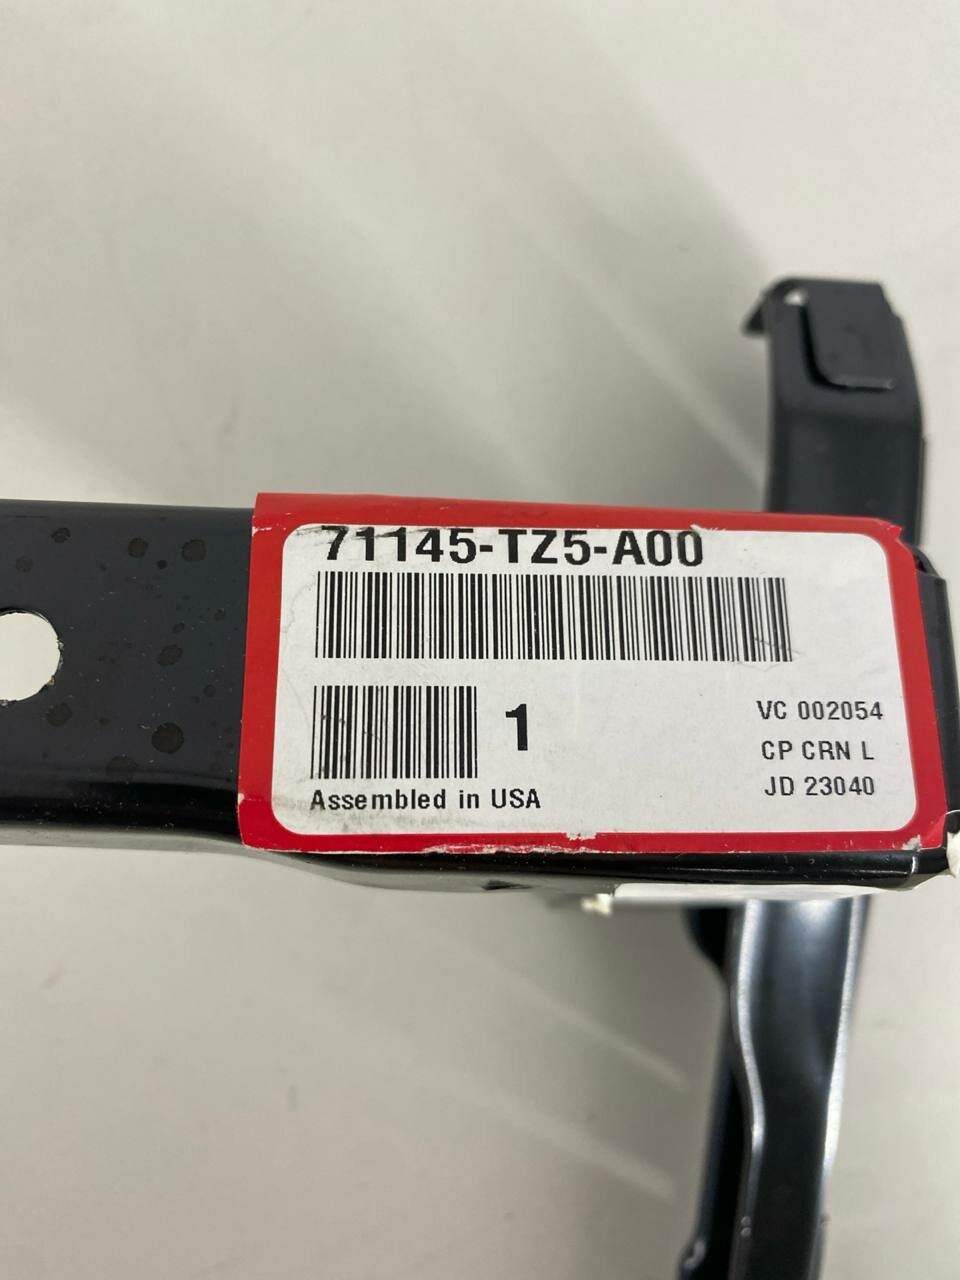 71145-TZ5-A00
1
VC 002054
CP CRN L
JD 23040
Assembled in USA